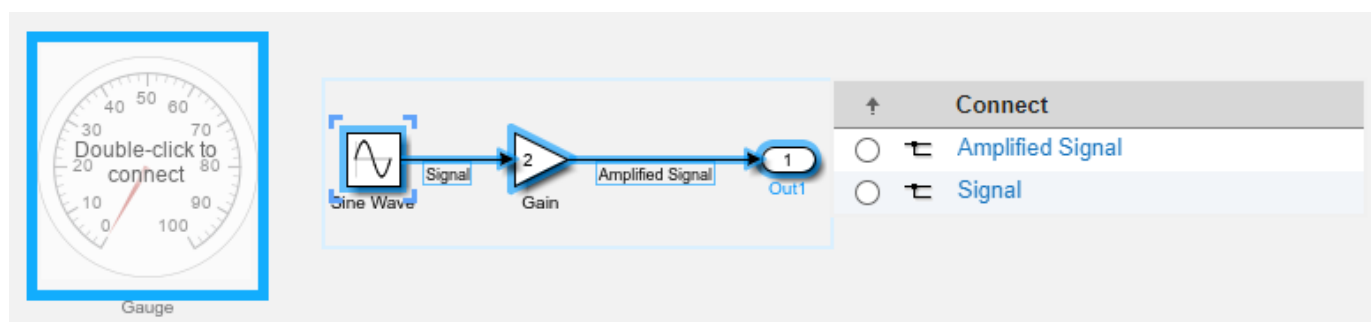 50
40 60
30 70
Double-click to
20 80
connect
10 90
0 100
Gauge
Signal
2
Amplified Signal
1
Sine Wave
Gain
Out1
Connect
Amplified Signal
Signal